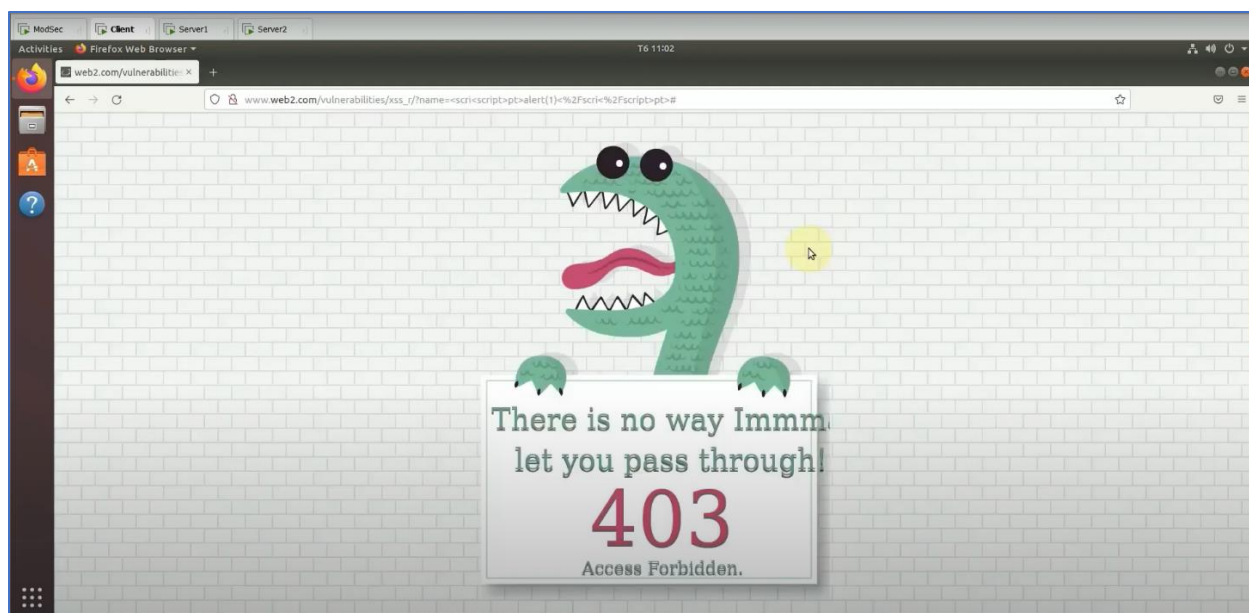 ModSec Client Server1 Server2
Activities Firefox Web Browser T6 11:02
web2.com/vulnerabilitie
www.web2.com/vulnerabilities/xss_r/?name=<scri<script>pt>alert(1)<%2Fscri<%2Fscript>pt>#
There is no way Immma
let you pass through!
403
Access Forbidden.